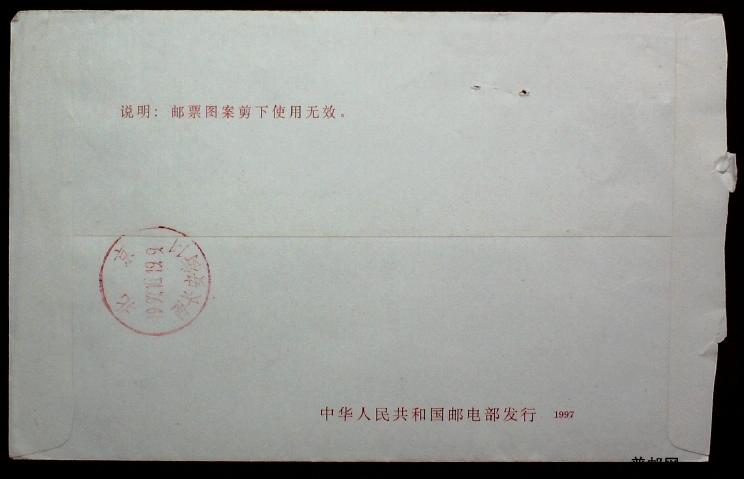 说明：邮票图案剪下使用无效。
北京
中华人民共和国邮电部发行 1997